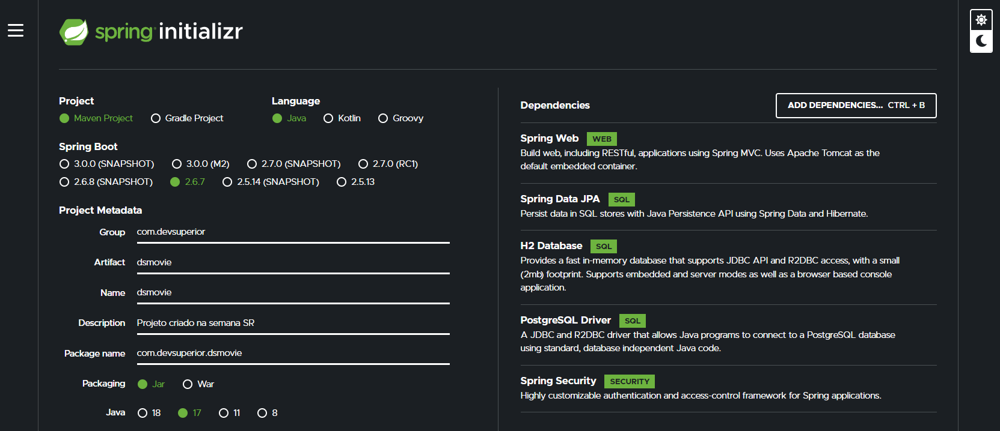 spring initializr
Project
Maven Project Gradle Project
Language
Java Kotlin Groovy
Spring Boot
3.0.0 (SNAPSHOT) 3.0.0 (M2) 2.7.0 (SNAPSHOT) 2.7.0 (RC1)
2.6.8 (SNAPSHOT) 2.6.7 2.5.14 (SNAPSHOT) 2.5.13
Project Metadata
Group com.devsuperior
Artifact dsmovie
Name dsmovie
Description Projeto criado na semana SR
Package name com.devsuperior.dsmovie
Packaging Jar War
Java 18 17 11 8
Dependencies ADD DEPENDENCIES... CTRL + B
Spring Web WEB
Build web, including RESTful, applications using Spring MVC. Uses Apache Tomcat as the
default embedded container.
Spring Data JPA SQL
Persist data in SQL stores with Java Persistence API using Spring Data and Hibernate.
H2 Database SQL
Provides a fast in-memory database that supports JDBC API and R2DBC access, with a small
(2mb) footprint. Supports embedded and server modes as well as a browser based console
application.
PostgreSQL Driver SQL
A JDBC and R2DBC driver that allows Java programs to connect to a PostgreSQL database
using standard, database independent Java code.
Spring Security SECURITY
Highly customizable authentication and access-control framework for Spring applications.